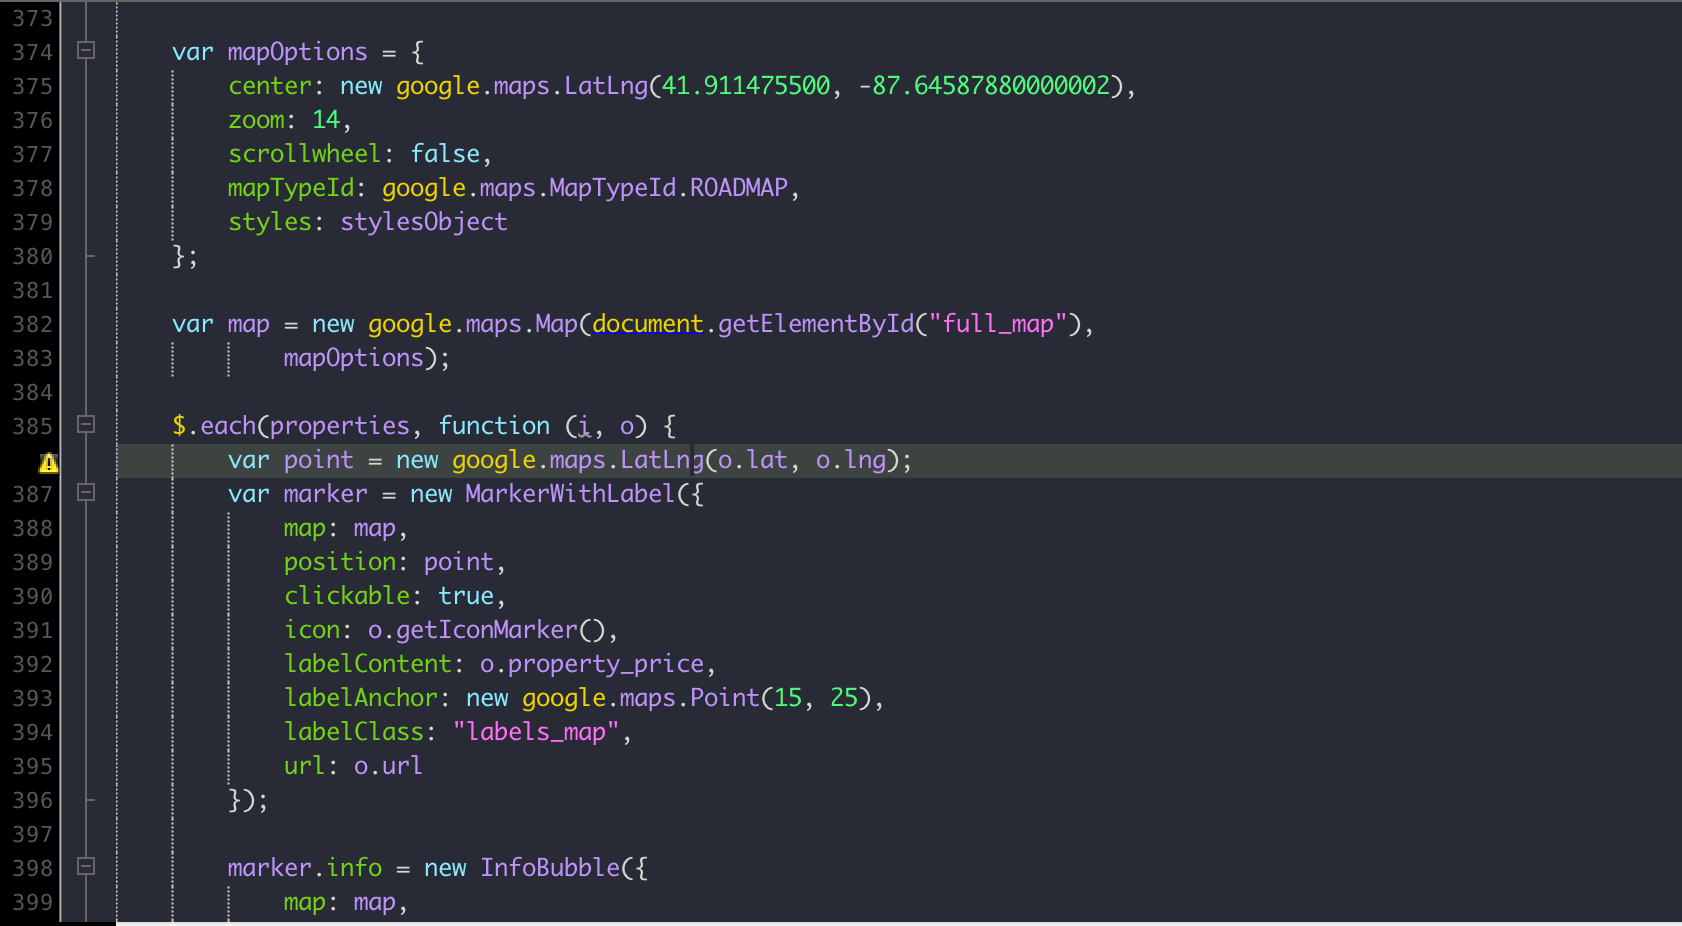 373
374 var mapOptions = {
375 center: new google.maps.LatLng(41.911475500, -87.64587880000002),
376 zoom: 14,
377 scrollwheel: false,
378 mapTypeId: google.maps.MapTypeId.ROADMAP,
379 styles: stylesObject
380 };
381
382 var map = new google.maps.Map(document.getElementById("full_map"),
383 mapOptions);
384
385 $.each(properties, function (i, o) {
var point = new google.maps.LatLng(o.lat, o.lng);
387 var marker = new MarkerWithLabel({
388 map: map,
389 position: point,
390 clickable: true,
391 icon: o.getIconMarker(),
392 labelContent: o.property_price,
393 labelAnchor: new google.maps.Point(15, 25),
394 labelClass: "labels_map",
395 url: o.url
396 });
397
398 marker.info = new InfoBubble({
399 map: map,